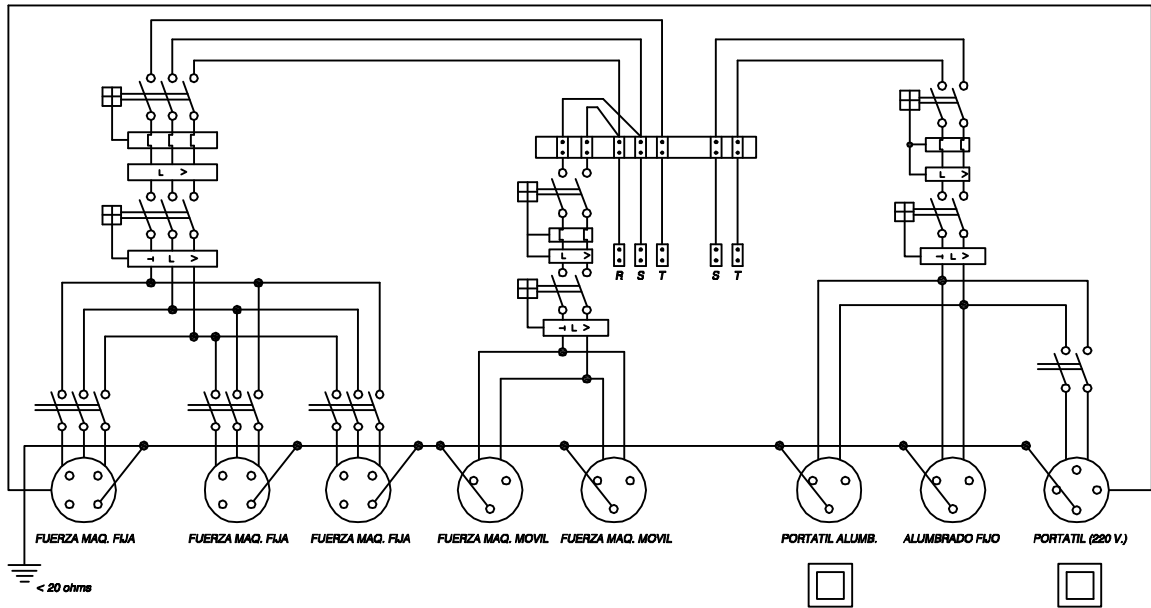 L >
R S T S T
L >
L >
T L >
T L >
T L >
FUERZA MAQ. FIJA FUERZA MAQ. FIJA FUERZA MAQ. FIJA FUERZA MAQ. MOVIL FUERZA MAQ. MOVIL PORTATIL ALUMB. ALUMBRADO FIJO PORTATIL (220 V.)
< 20 ohms